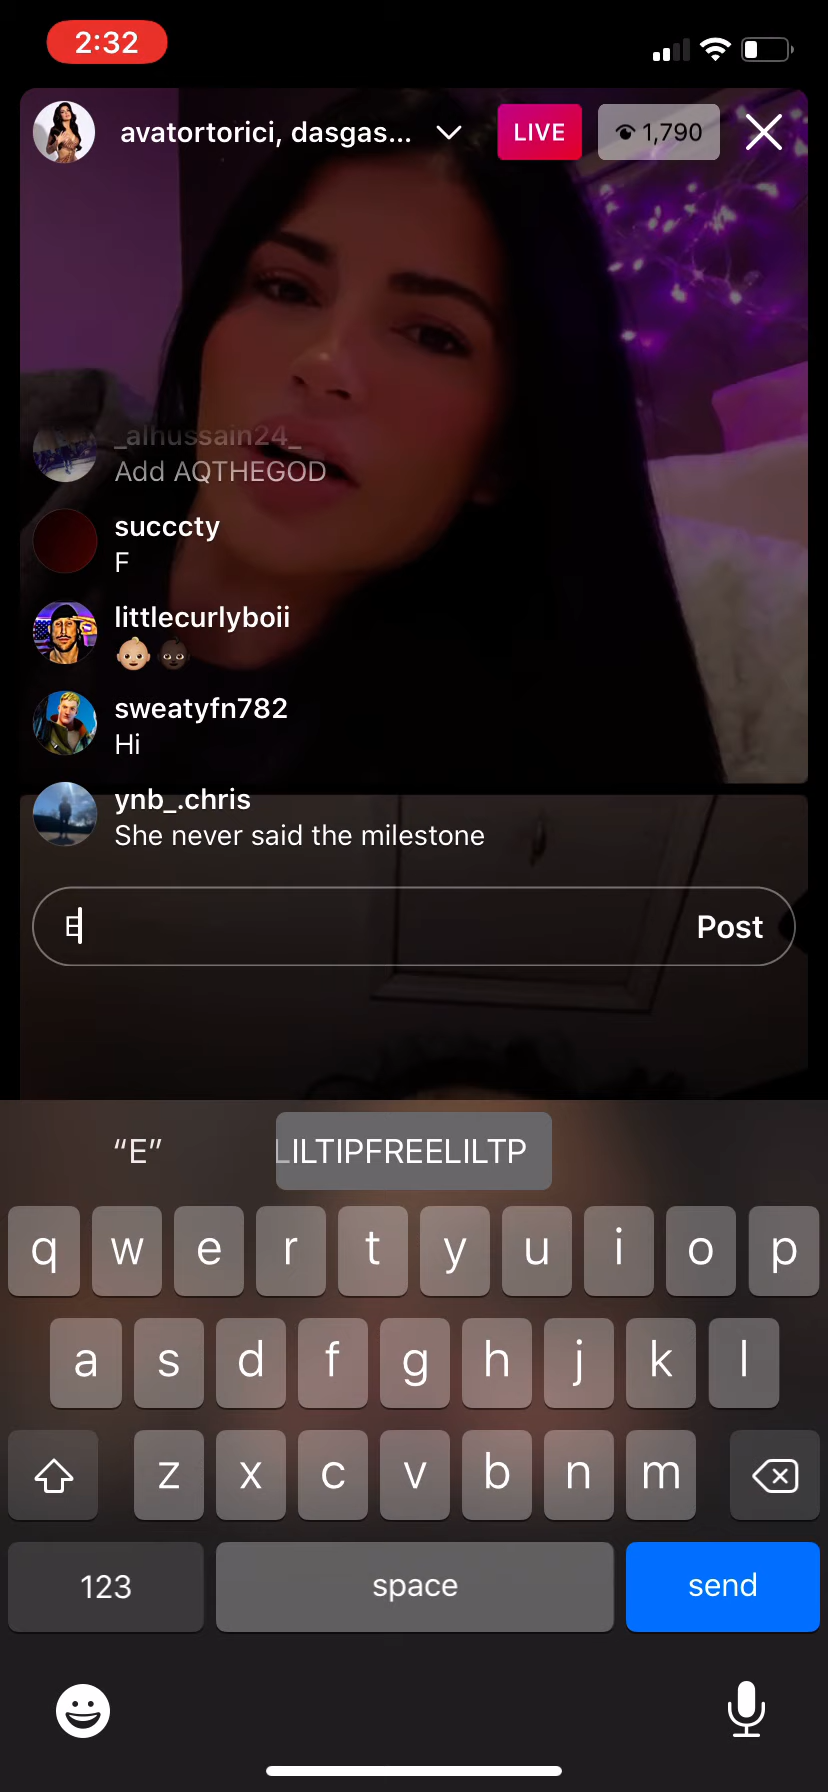 2:32
avatortorici, dasgas...
LIVE
1,790
_alhussain24_
Add AQTHEGOD
succcty
F
littlecurlyboii
👶🏼👶🏿
sweatyfn782
Hi
ynb_.chris
She never said the milestone
E
Post
“E”
LILTIPFREELILTP
q w e r t y u i o p
a s d f g h j k l
z x c v b n m
123
space
send